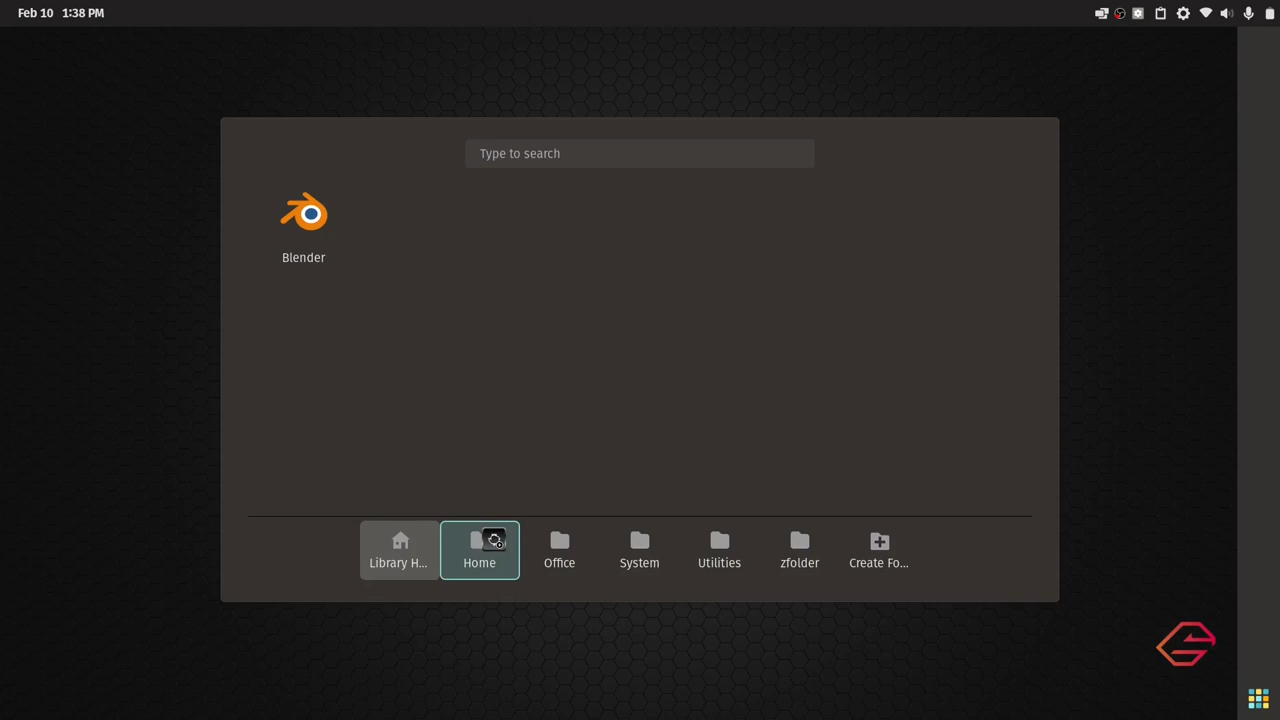 Feb 10 1:38 PM
Type to search
Blender
Library H...
Home
Office
System
Utilities
zfolder
Create Fo...